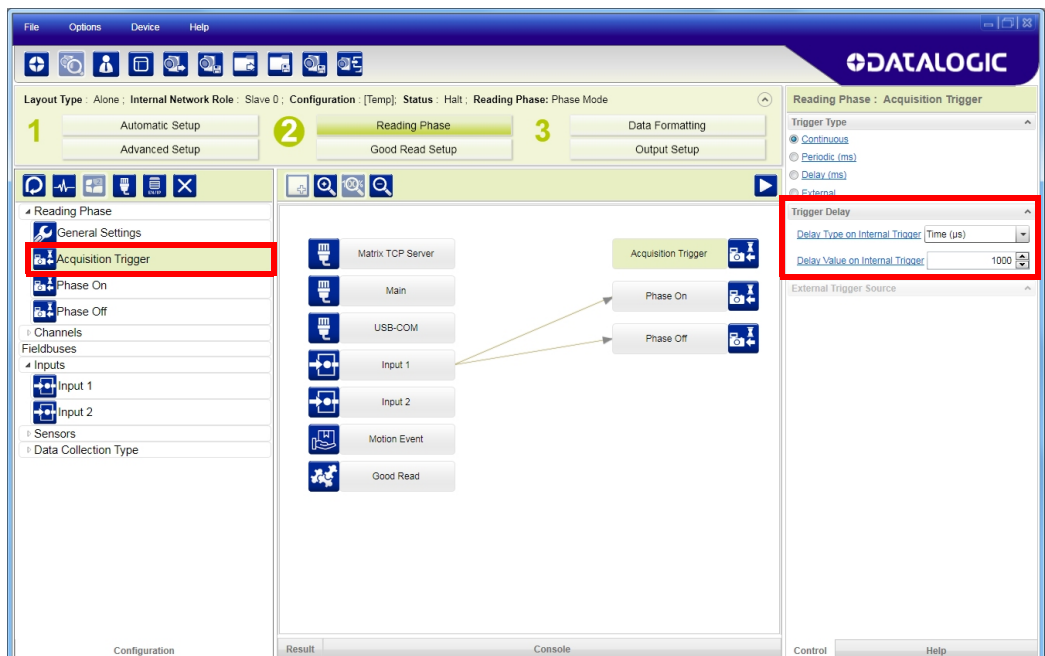 File Options Device Help
DATALOGIC
Layout Type : Alone ; Internal Network Role : Slave 0 ; Configuration : [Temp]; Status : Halt ; Reading Phase: Phase Mode
1 Automatic Setup
Advanced Setup
2 Reading Phase
Good Read Setup
3 Data Formatting
Output Setup
Reading Phase
General Settings
Acquisition Trigger
Phase On
Phase Off
Channels
Fieldbuses
Inputs
Input 1
Input 2
Sensors
Data Collection Type
Configuration
Matrix TCP Server
Main
USB-COM
Input 1
Input 2
Motion Event
Good Read
Acquisition Trigger
Phase On
Phase Off
Result Console
Reading Phase : Acquisition Trigger
Trigger Type
Continuous
Periodic (ms)
Delay (ms)
External
Trigger Delay
Delay Type on Internal Trigger Time (µs)
Delay Value on Internal Trigger 1000
External Trigger Source
Control Help